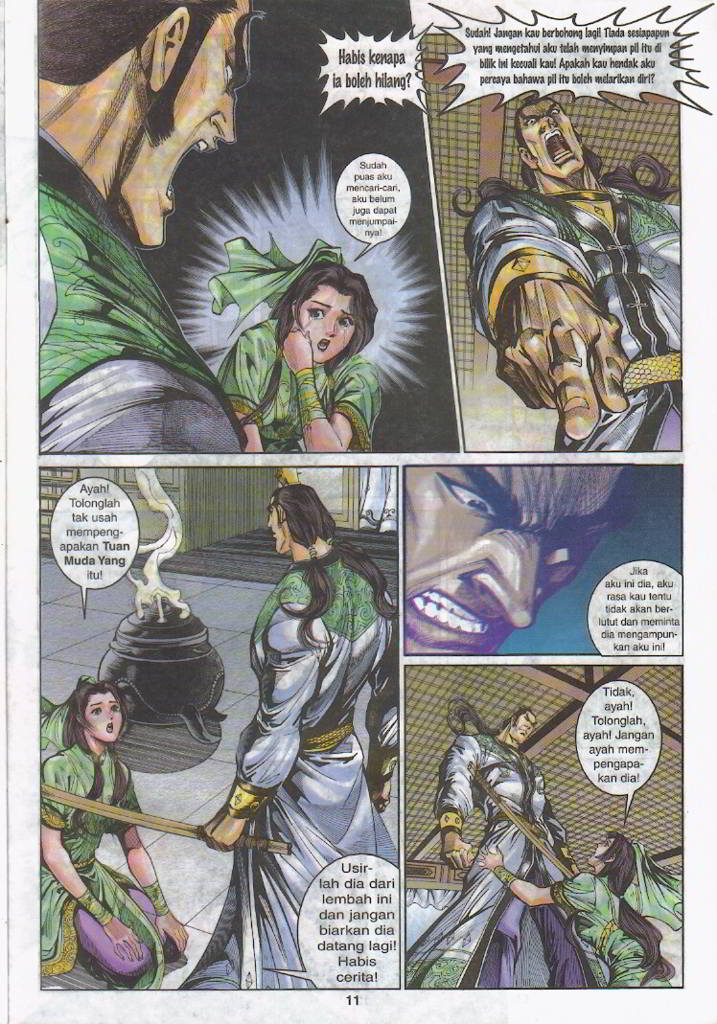 Habis kenapa
ia boleh hilang?
Sudah
puas aku
mencari-cari,
aku belum
juga dapat
menjumpai-
nya!
Sudah! Jangan kau berbohong lagi! Tiada sesiapapun
yang mengetahui aku telah menyimpan pil itu di
bilik ini kecuali kau! Apakah kau hendak aku
percaya bahawa pil itu boleh melarikan diri?
Ayah!
Tolonglah
tak usah
mempeng-
apakan Tuan
Muda Yang
itu!
Usir-
lah dia dari
lembah ini
dan jangan
biarkan dia
datang lagi!
Habis
cerita!
Jika
aku ini dia, aku
rasa kau tentu
tidak akan ber-
lutut dan meminta
dia mengampun-
kan aku ini!
Tidak,
ayah!
Tolonglah,
ayah! Jangan
ayah mem-
pengapa-
kan dia!
11